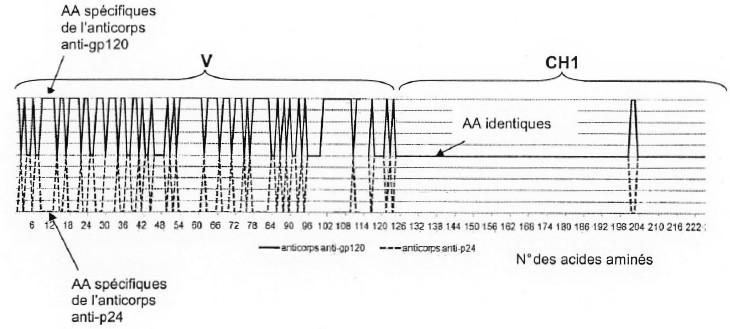 AA spécifiques
de l'anticorps
anti-gp120
V
CH1
AA identiques
6 12 18 24 30 36 42 48 54 60 66 72 78 84 90 96 102 108 114 120 126 132 138 144 150 156 162 168 174 180 186 192 198 204 210 216 222
anticorps anti-gp120 anticorps anti-p24
N°des acides aminés
AA spécifiques
de l'anticorps
anti-p24